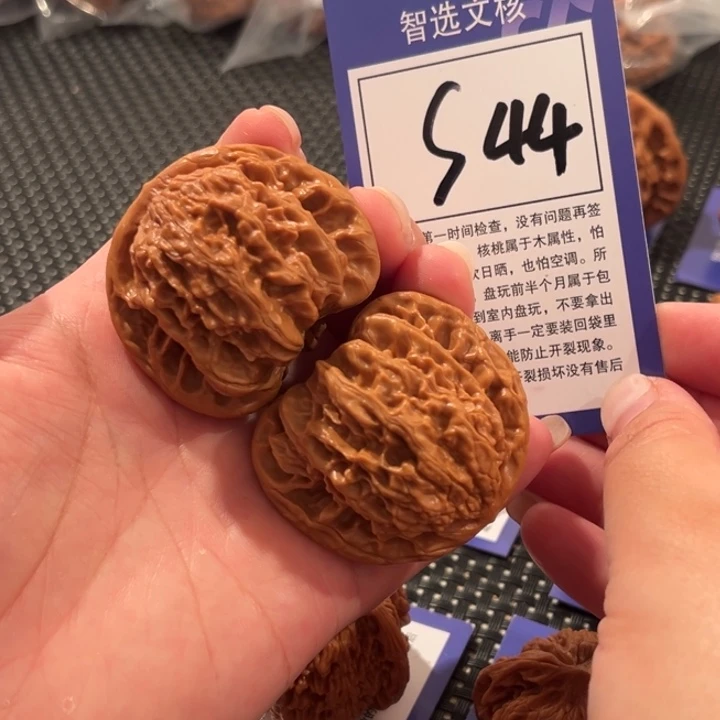 智选文核
S 44
第一时间检查，没有问题再签
核桃属于木属性，怕
吹日晒，也怕空调。所
盘玩前半个月属于包
到室内盘玩，不要拿出
离手一定要装回袋里
能防止开裂现象。
开裂损坏没有售后